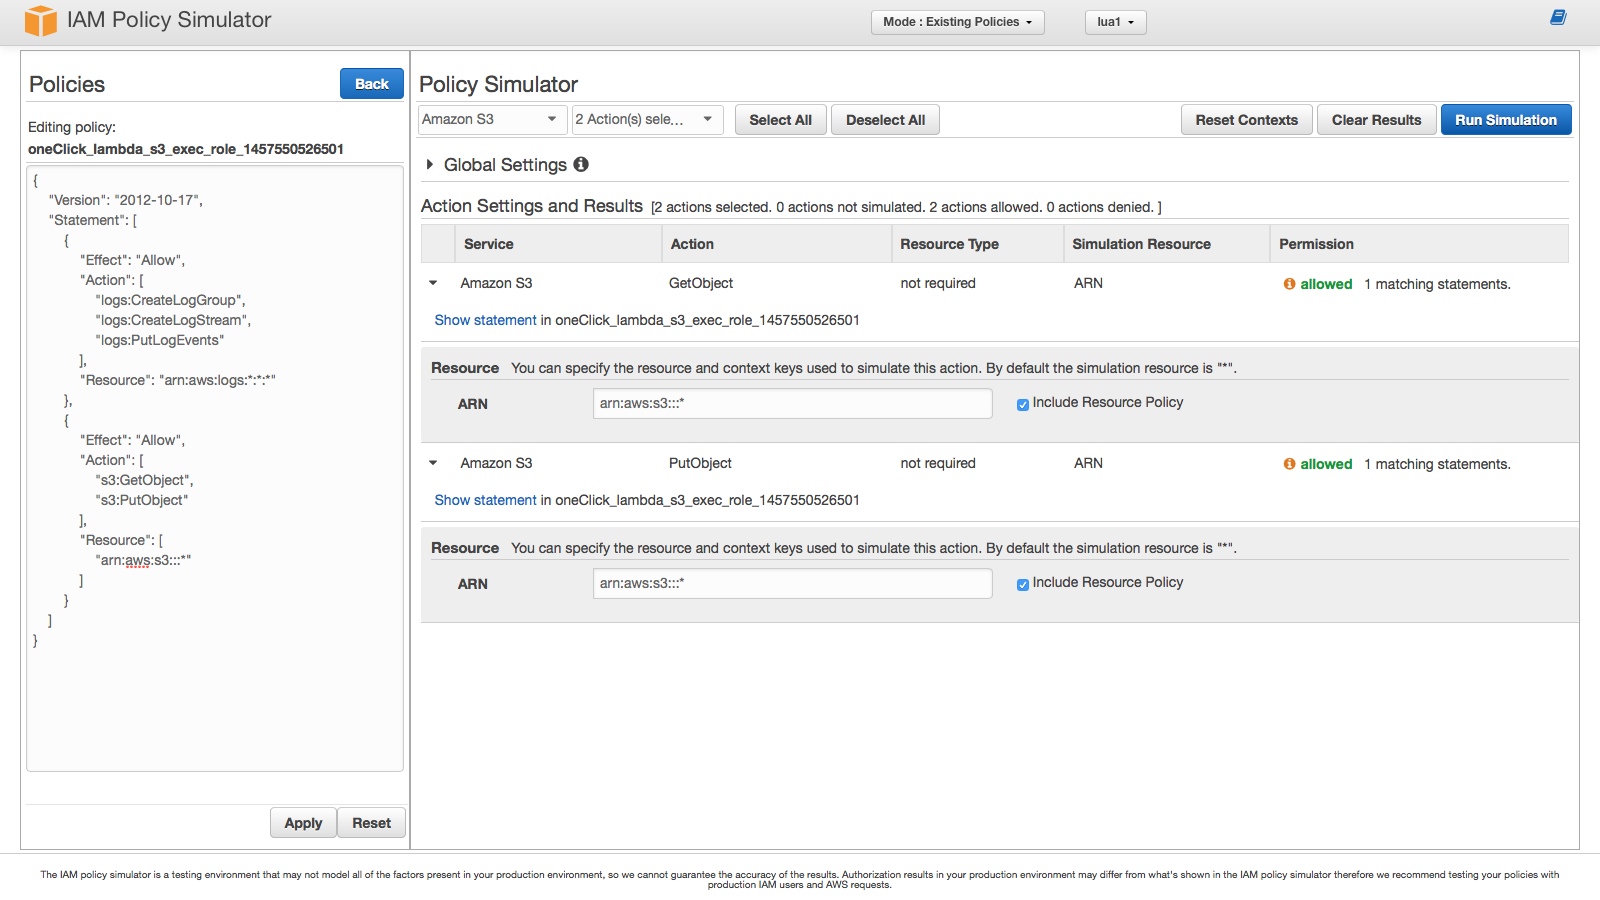 IAM Policy Simulator
Mode : Existing Policies
lua1
Policies
Back
Editing policy:
oneClick_lambda_s3_exec_role_1457550526501
{
"Version": "2012-10-17",
"Statement": [
{
"Effect": "Allow",
"Action": [
"logs:CreateLogGroup",
"logs:CreateLogStream",
"logs:PutLogEvents"
],
"Resource": "arn:aws:logs:*:*:*"
},
{
"Effect": "Allow",
"Action": [
"s3:GetObject",
"s3:PutObject"
],
"Resource": [
"arn:aws:s3:::*"
]
}
]
}
Apply Reset
Policy Simulator
Amazon S3 2 Action(s) sele... Select All Deselect All Reset Contexts Clear Results Run Simulation
Global Settings
Action Settings and Results [2 actions selected. 0 actions not simulated. 2 actions allowed. 0 actions denied. ]
Service Action Resource Type Simulation Resource Permission
Amazon S3 GetObject not required ARN allowed 1 matching statements.
Show statement in oneClick_lambda_s3_exec_role_1457550526501
Resource You can specify the resource and context keys used to simulate this action. By default the simulation resource is "*".
ARN arn:aws:s3:::* Include Resource Policy
Amazon S3 PutObject not required ARN allowed 1 matching statements.
Show statement in oneClick_lambda_s3_exec_role_1457550526501
Resource You can specify the resource and context keys used to simulate this action. By default the simulation resource is "*".
ARN arn:aws:s3:::* Include Resource Policy
The IAM policy simulator is a testing environment that may not model all of the factors present in your production environment, so we cannot guarantee the accuracy of the results. Authorization results in your production environment may differ from what's shown in the IAM policy simulator therefore we recommend testing your policies with
production IAM users and AWS requests.